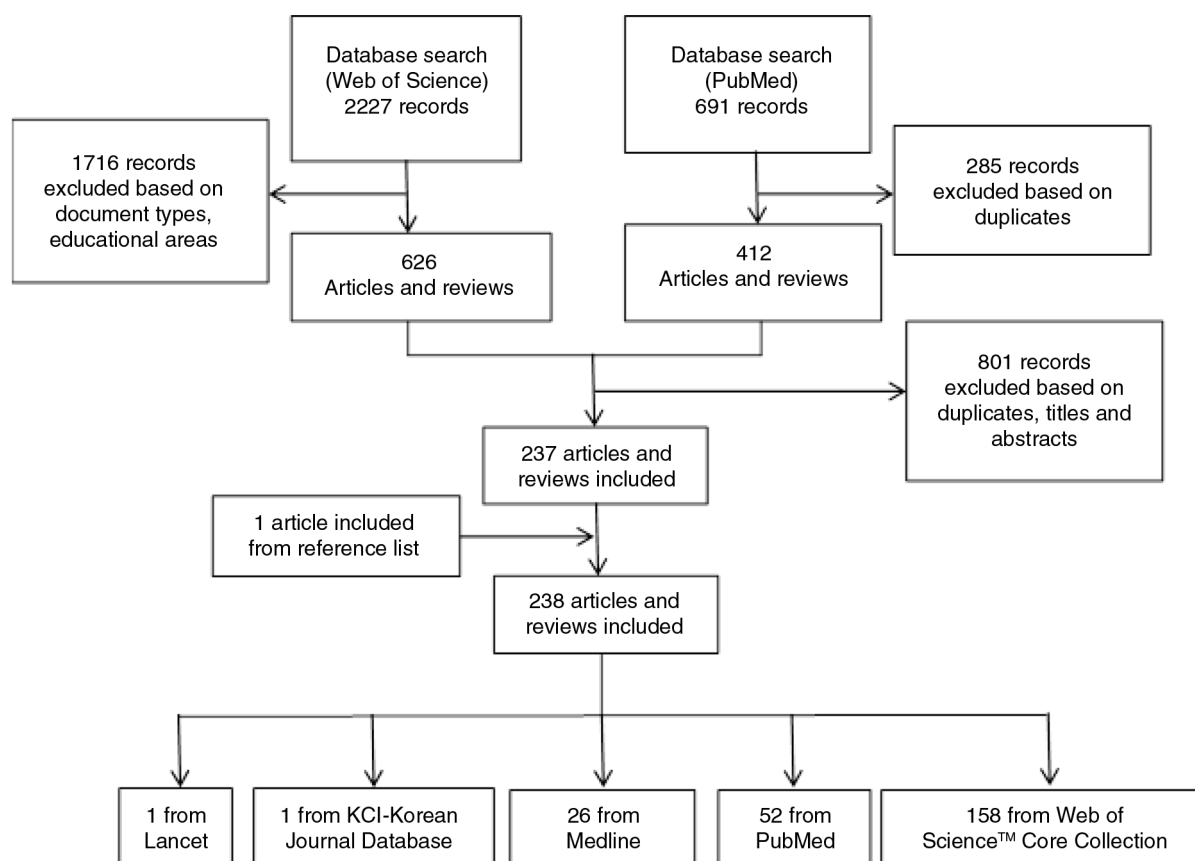 Database search
(Web of Science)
2227 records
Database search
(PubMed)
691 records
1716 records
excluded based on
document types,
educational areas
285 records
excluded based on
duplicates
626
Articles and reviews
412
Articles and reviews
801 records
excluded based on
duplicates, titles and
abstracts
237 articles and
reviews included
1 article included
from reference list
238 articles and
reviews included
1 from
Lancet
1 from KCI-Korean
Journal Database
26 from
Medline
52 from
PubMed
158 from Web of
Science™ Core Collection